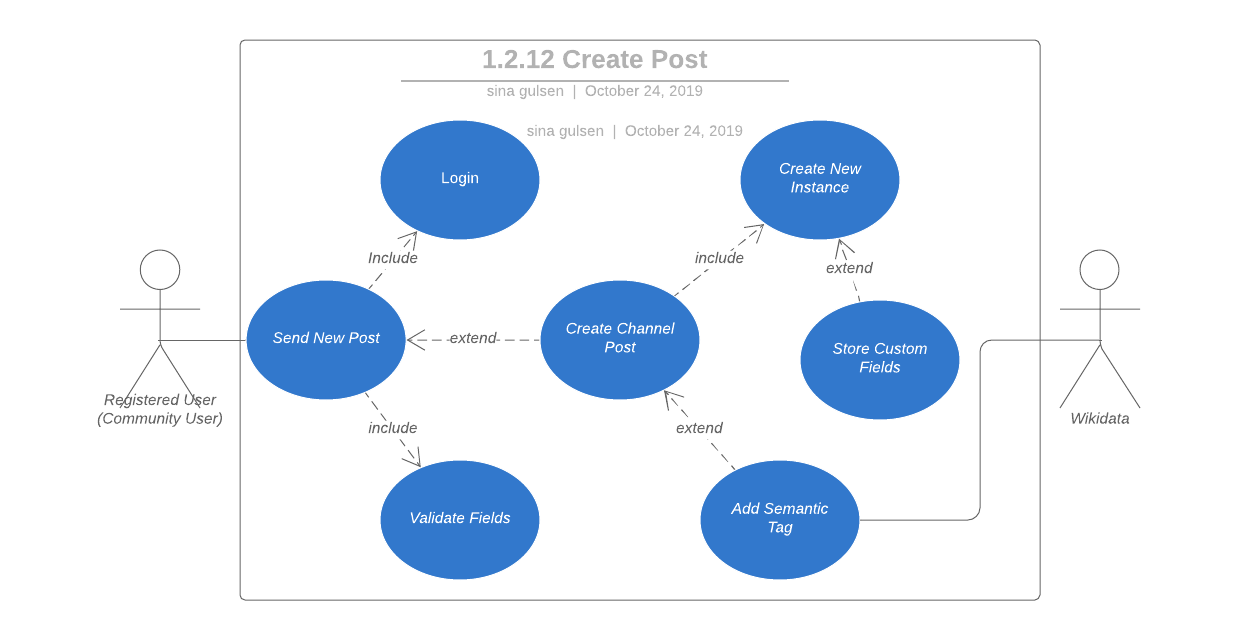 1.2.12 Create Post
sina gulsen | October 24, 2019
sina gulsen | October 24, 2019
Login
Create New
Instance
Include
include
extend
Send New Post
extend
Create Channel
Post
Store Custom
Fields
Registered User
(Community User)
Wikidata
include
extend
Validate Fields
Add Semantic
Tag